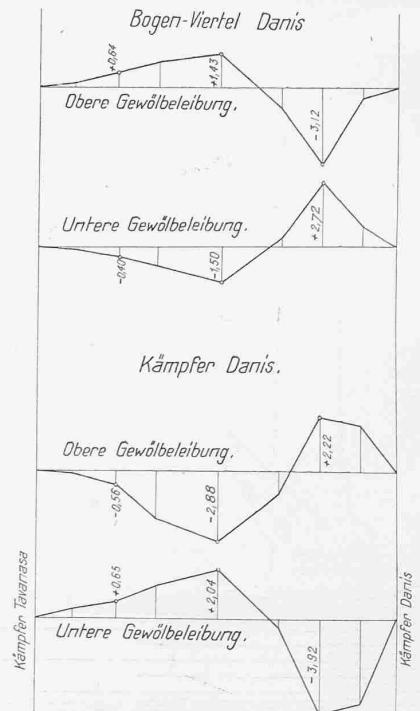 Bogen-Viertel Danis
+0,64
+1,43
-3,12
Obere Gewölbeleibung.
Untere Gewölbeleibung.
-0,40
-1,50
+2,72
Kämpfer Danis.
Obere Gewölbeleibung.
-0,56
-2,88
+2,22
+0,65
+2,04
-3,92
Untere Gewölbeleibung.
Kämpfer Tavanasa
Kämpfer Danis